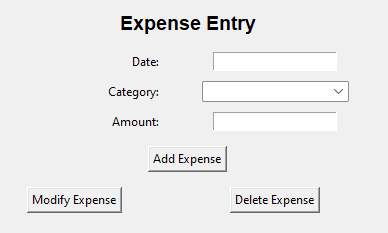 Expense Entry
Date:
Category:
Amount:
Add Expense
Modify Expense
Delete Expense